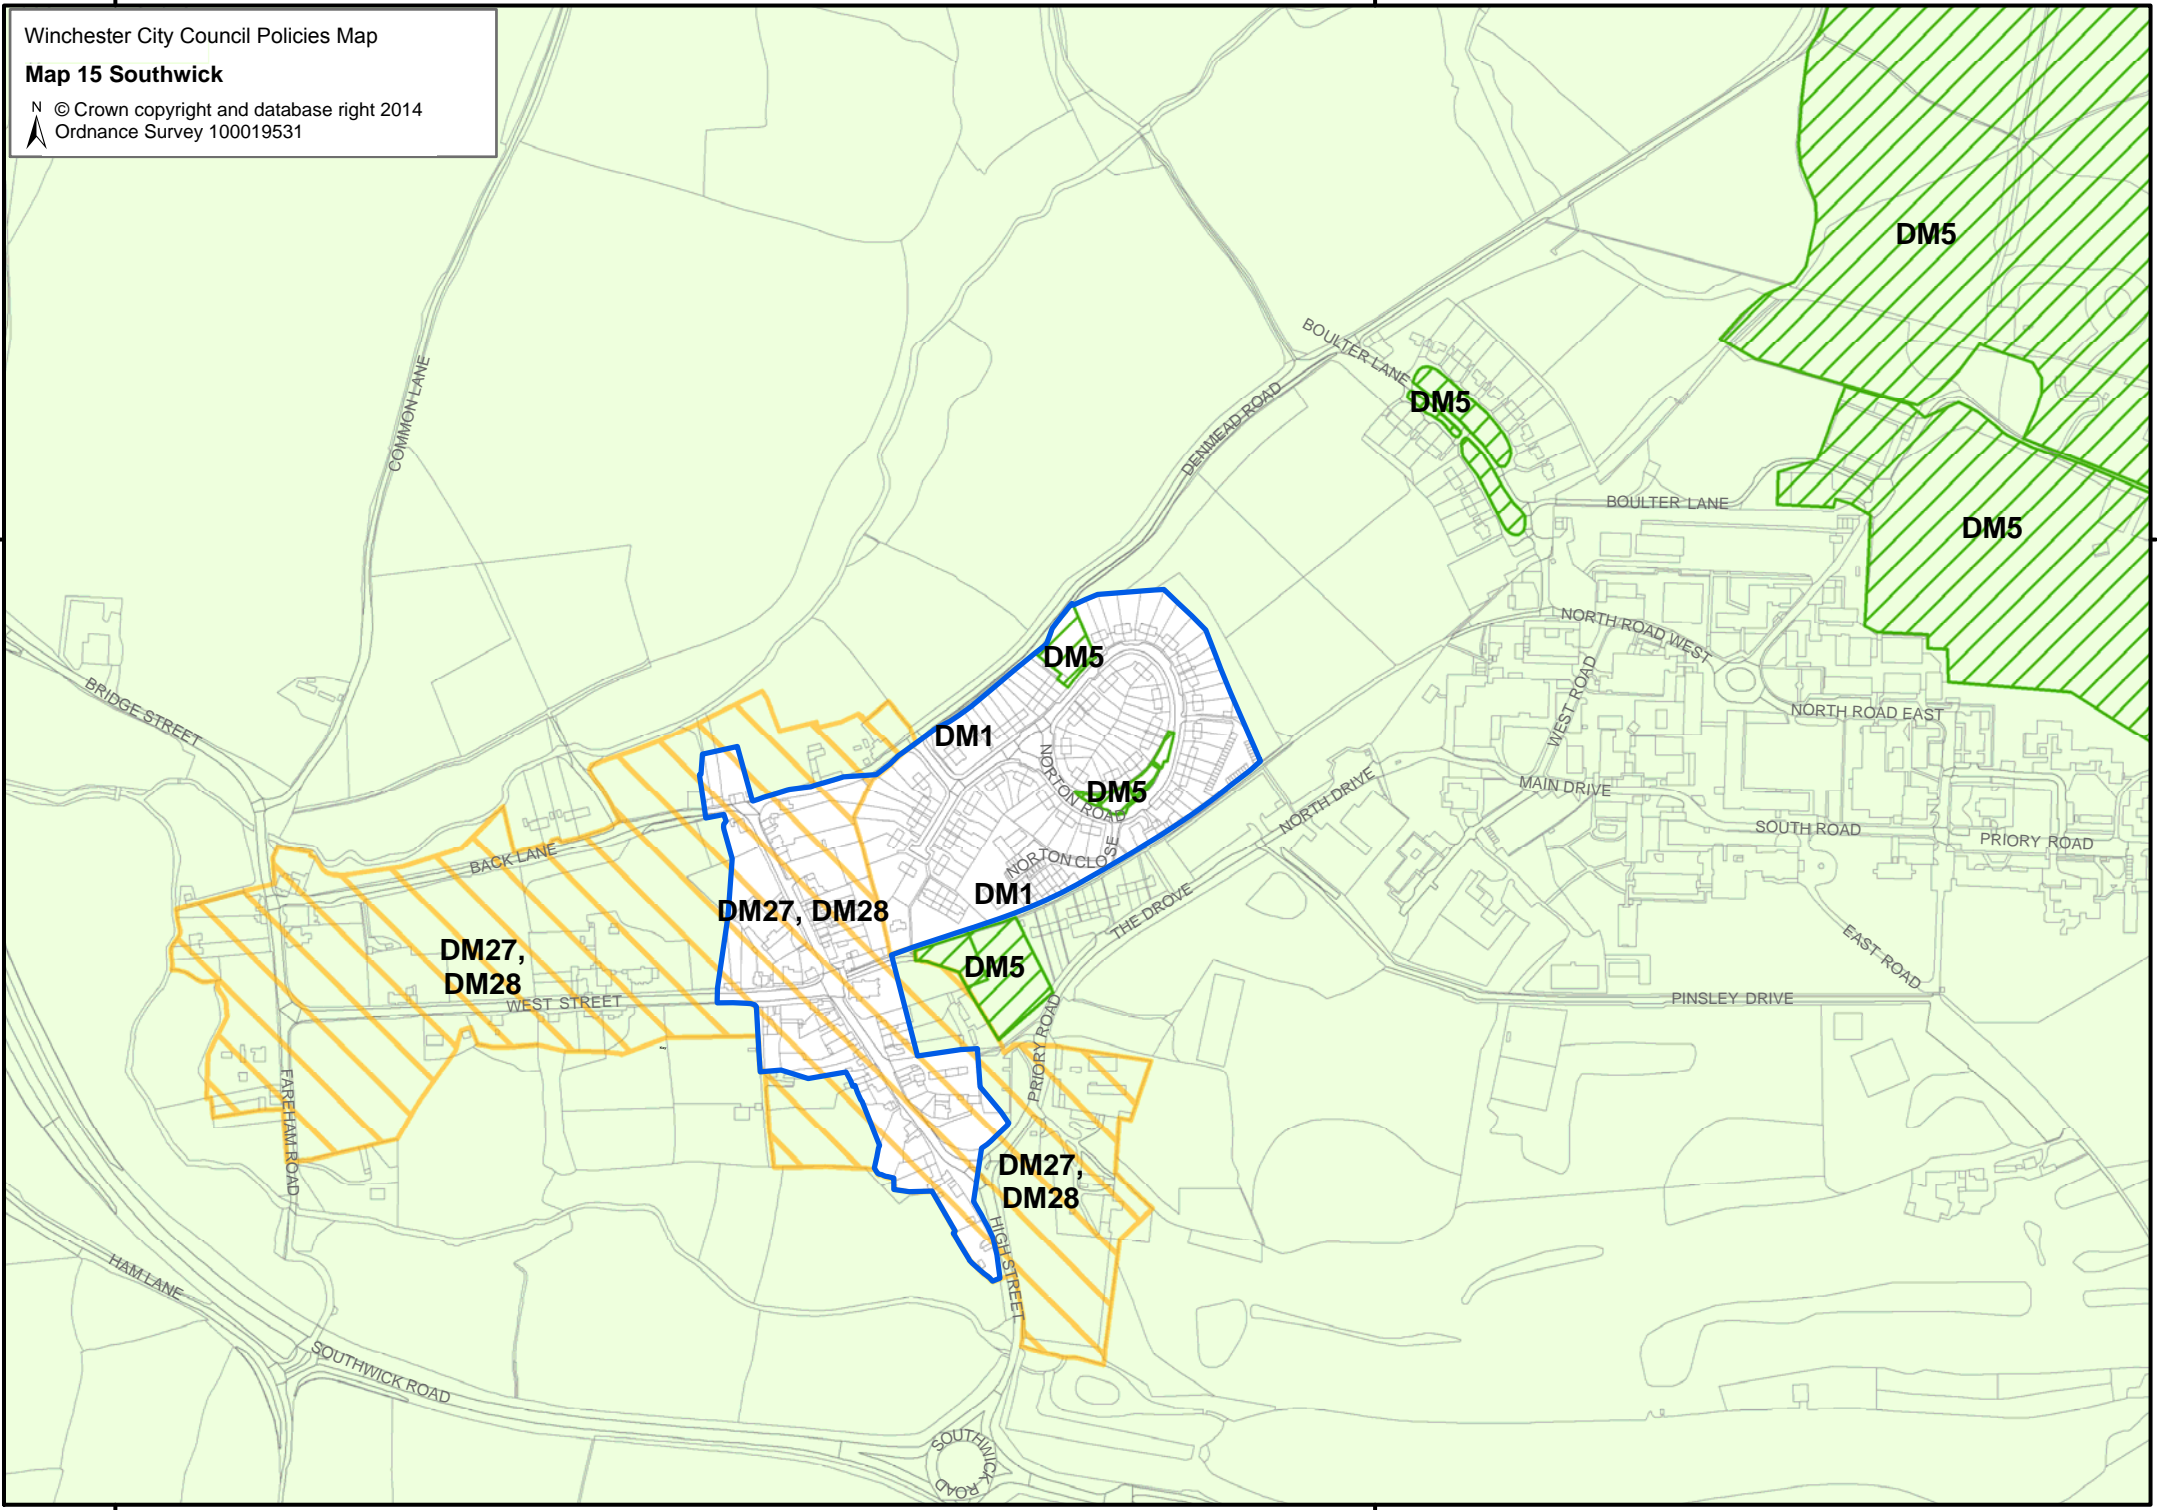 Winchester City Council Policies Map
Map 15 Southwick
N
© Crown copyright and database right 2014
Ordnance Survey 100019531
DM5
BOULTER LANE
COMMON LANE
DENMEAD ROAD
DM5
BOULTER LANE
DM5
NORTH ROAD WEST
DM5
WEST ROAD
BRIDGE STREET
NORTH ROAD EAST
DM1
NORTON ROAD
DM5
MAIN DRIVE
NORTH DRIVE
SOUTH ROAD
PRIORY ROAD
BACK LANE
NORTON CLOSE
DM1
THE DROVE
DM27, DM28
DM27,
DM28
DM5
EAST ROAD
WEST STREET
PINSLEY DRIVE
PRIORY ROAD
FAREHAM ROAD
DM27,
DM28
HIGH STREET
HAM LANE
SOUTHWICK ROAD
SOUTHWICK
ROAD